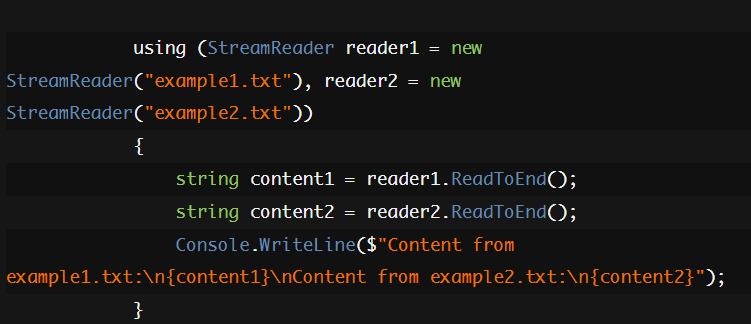 using (StreamReader reader1 = new
StreamReader("example1.txt"), reader2 = new
StreamReader("example2.txt"))
{
string content1 = reader1.ReadToEnd();
string content2 = reader2.ReadToEnd();
Console.WriteLine($"Content from
example1.txt:\n{content1}\nContent from example2.txt:\n{content2}");
}